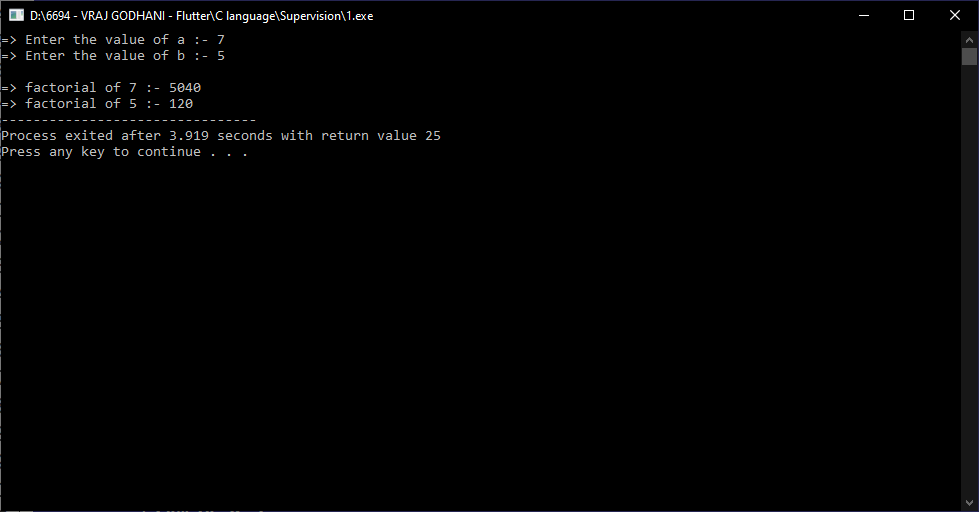 D:\6694 - VRAJ GODHANI - Flutter\C language\Supervision\1.exe
=> Enter the value of a :- 7
=> Enter the value of b :- 5
=> factorial of 7 :- 5040
=> factorial of 5 :- 120
--------------------------------
Process exited after 3.919 seconds with return value 25
Press any key to continue . . .